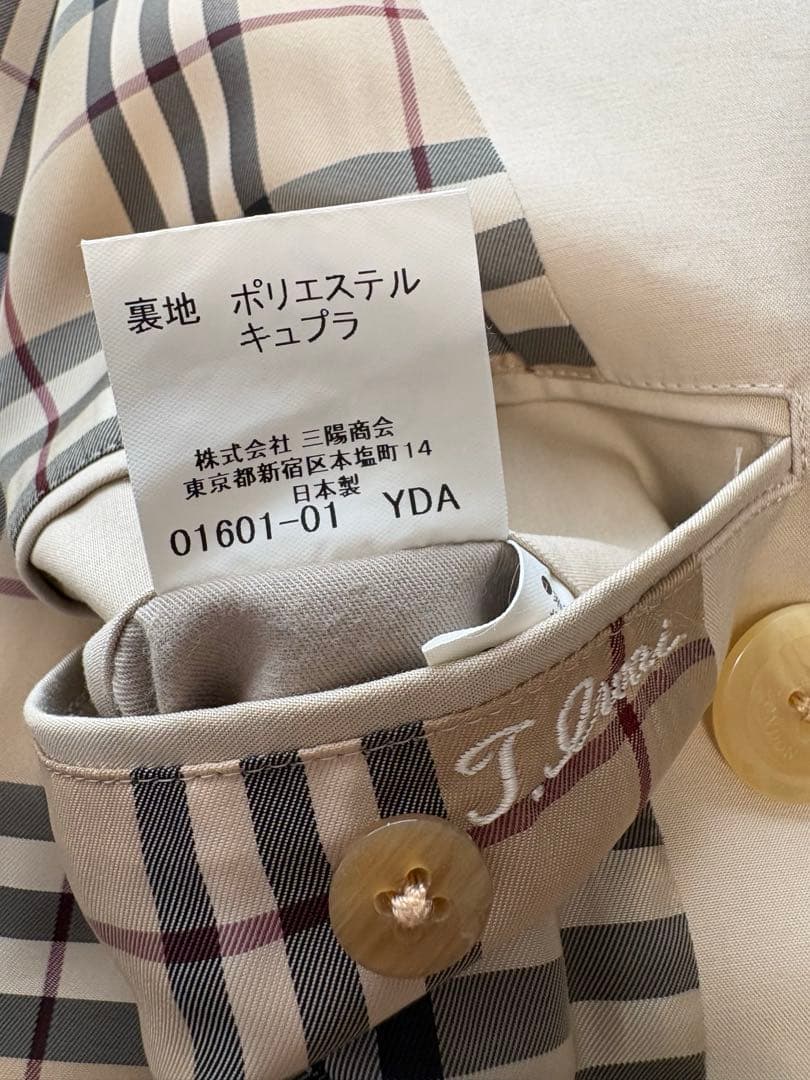 裏地 ポリエステル
キュプラ
株式会社 三陽商会
東京都新宿区本塩町14
日本製
01601-01 YDA